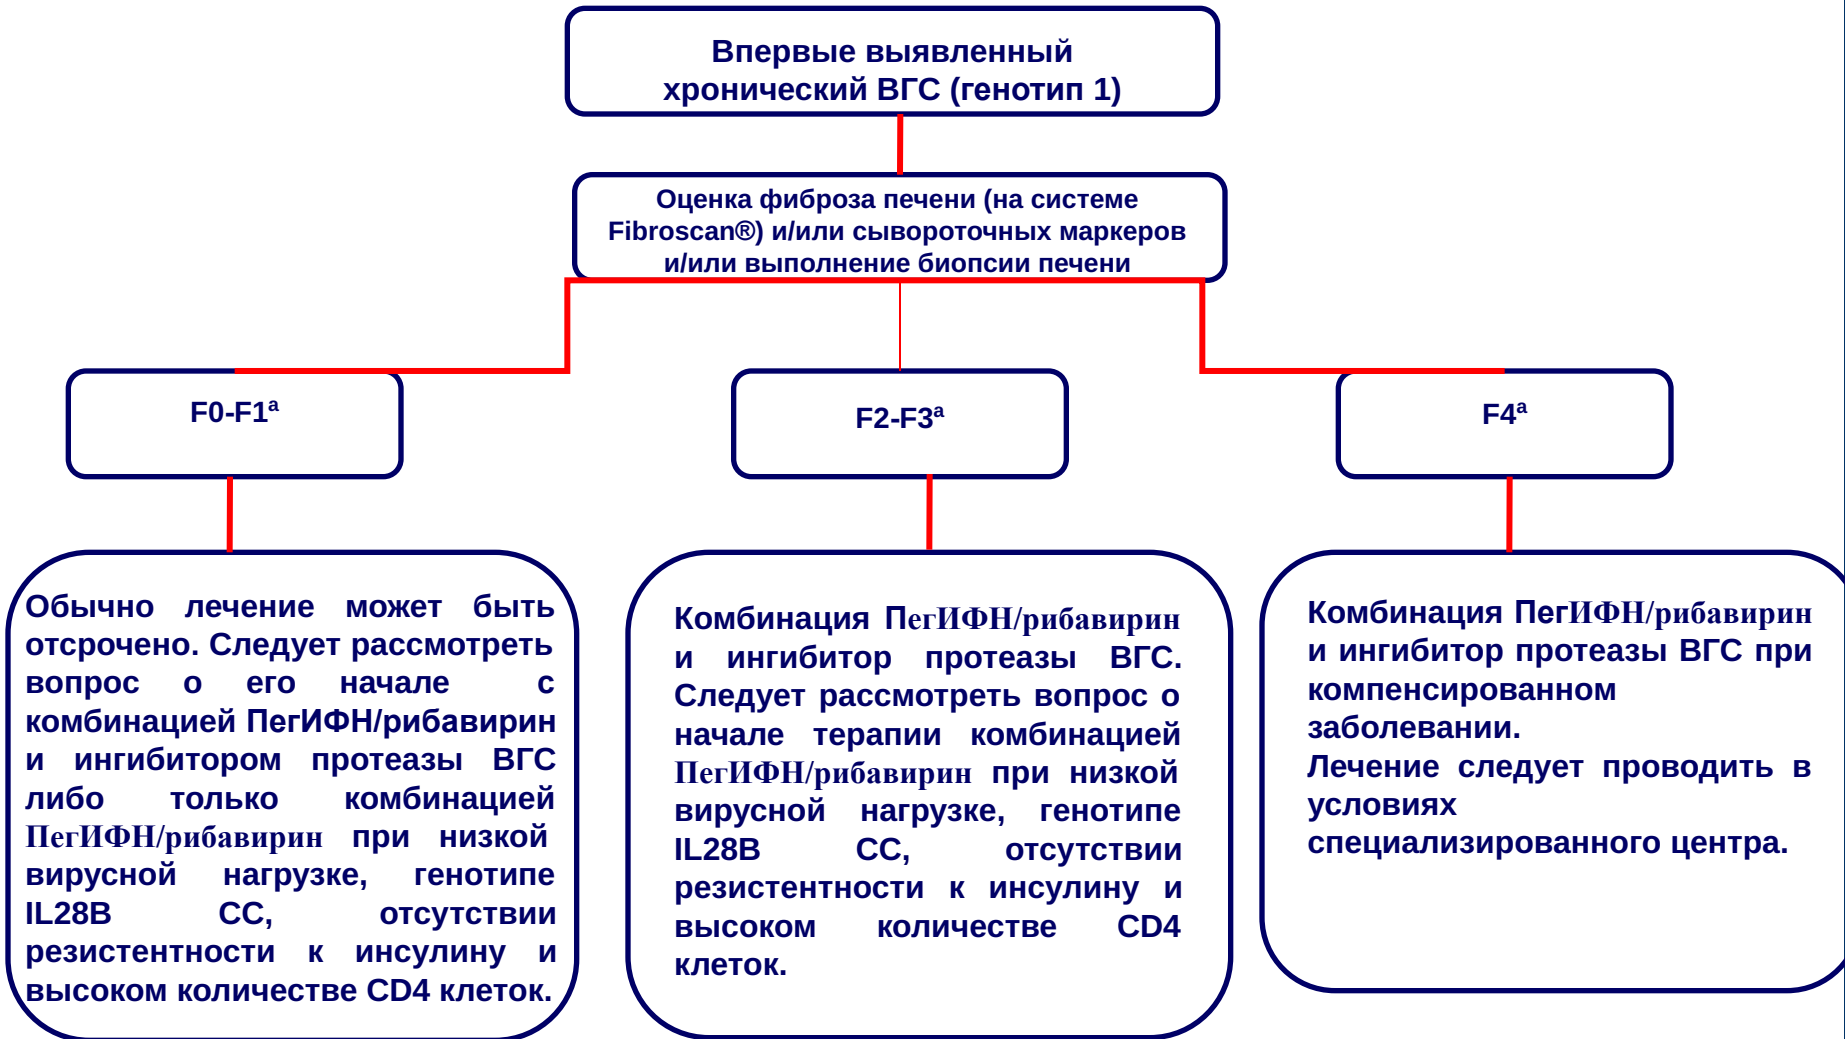 Впервые выявленный
хронический ВГС (генотип 1)
Оценка фиброза печени (на системе
Fibroscan®) и/или сывороточных маркеров
и/или выполнение биопсии печени
F0-F1ª
F2-F3ª
F4ª
Обычно лечение может быть
отсрочено. Следует рассмотреть
вопрос о его начале с
комбинацией ПегИФН/рибавирин
и ингибитором протеазы ВГС
либо только комбинацией
ПегИФН/рибавирин при низкой
вирусной нагрузке, генотипе
IL28B CC, отсутствии
резистентности к инсулину и
высоком количестве CD4 клеток.
Комбинация ПегИФН/рибавирин
и ингибитор протеазы ВГС.
Следует рассмотреть вопрос о
начале терапии комбинацией
ПегИФН/рибавирин при низкой
вирусной нагрузке, генотипе
IL28B CC, отсутствии
резистентности к инсулину и
высоком количестве CD4
клеток.
Комбинация ПегИФН/рибавирин
и ингибитор протеазы ВГС при
компенсированном
заболевании.
Лечение следует проводить в
условиях
специализированного центра.